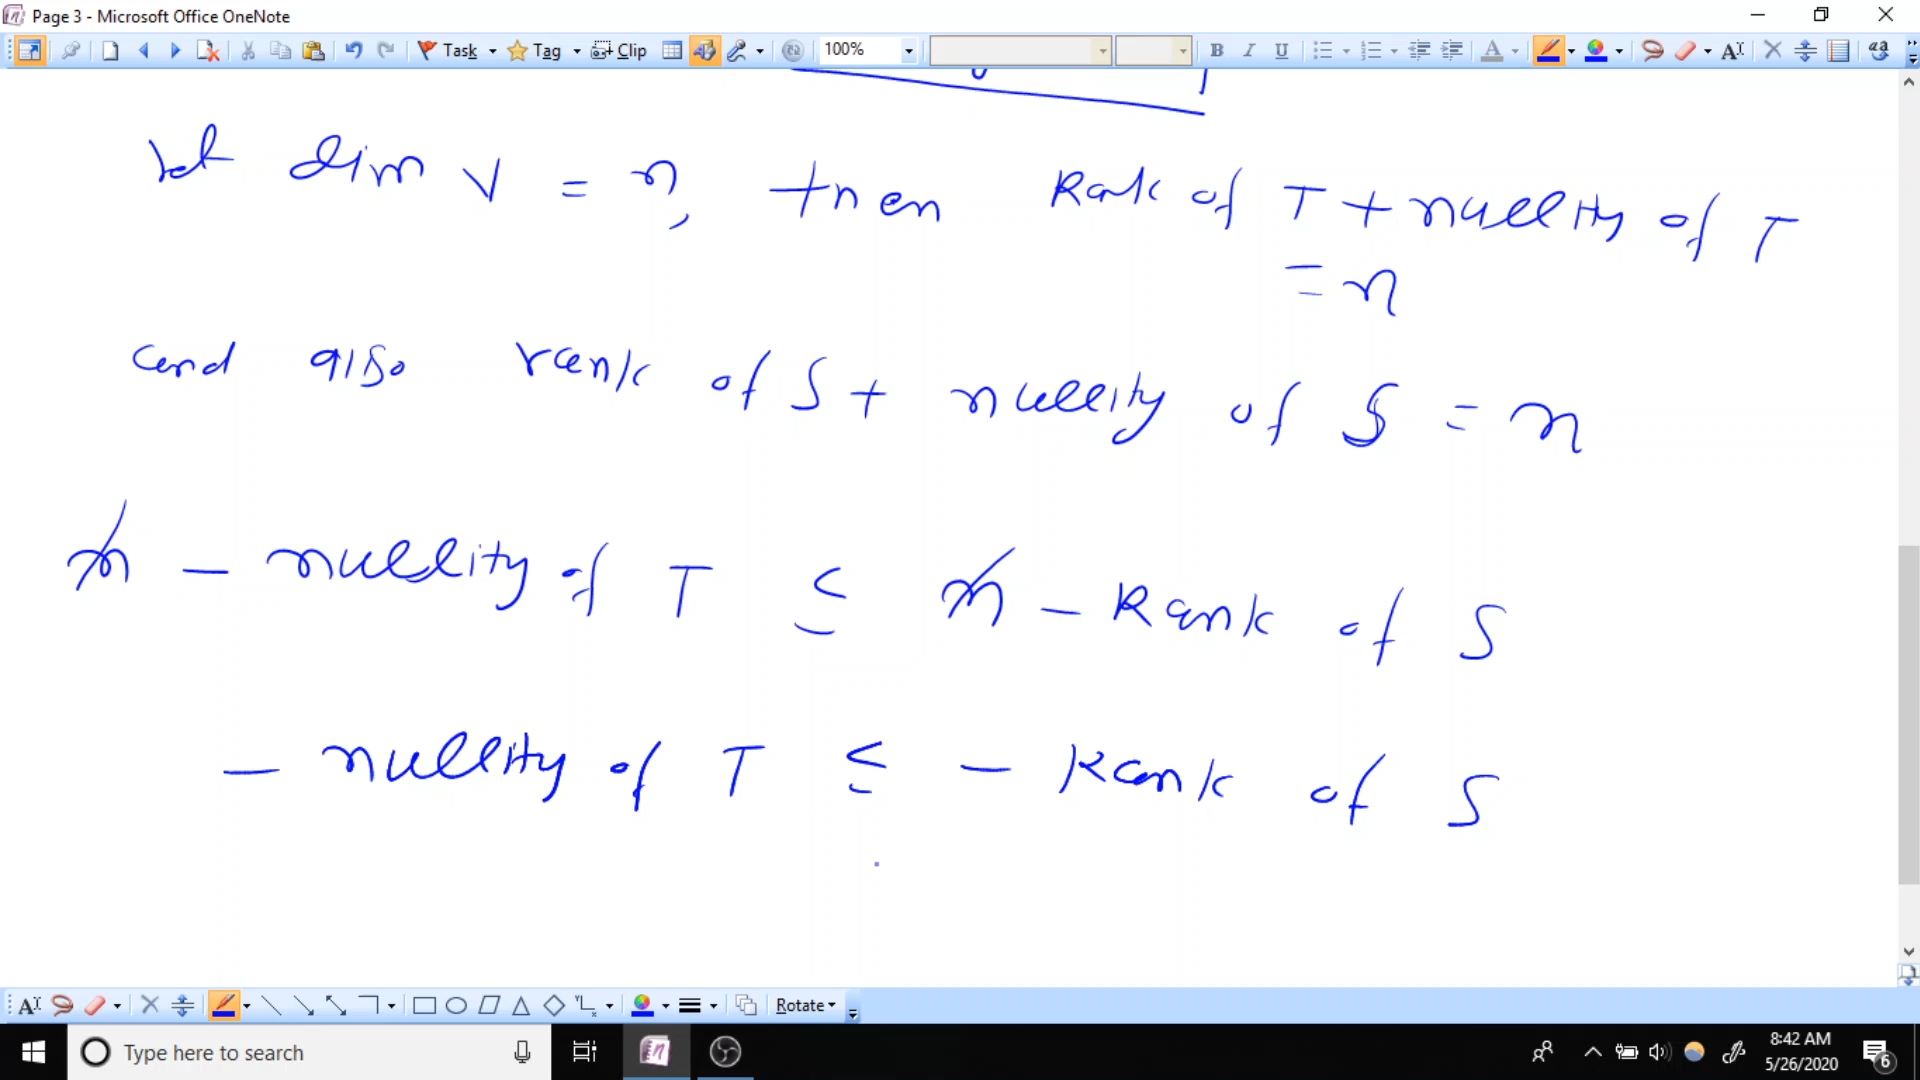 Page 3 - Microsoft Office OneNote
Task Tag Clip 100% B I U
let dim V = n, then Rank of T + nullity of T
= n
and also rank of S + nullity of S = n
n - nullity of T ≤ n - Rank of S
- nullity of T ≤ - Rank of S
Rotate
Type here to search
8:42 AM
5/26/2020
6